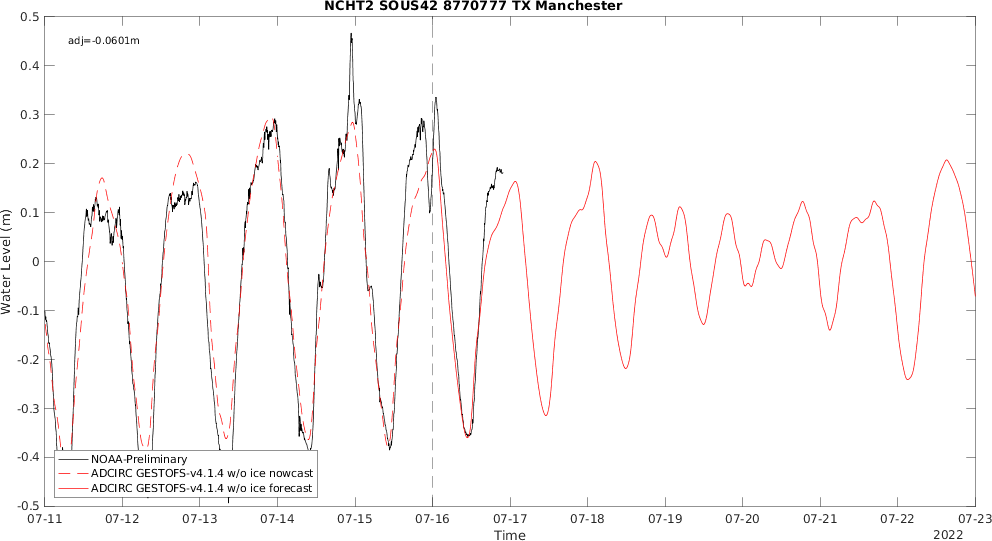 NCHT2 SOUS42 8770777 TX Manchester
adj=-0.0601m
0.5
0.4
0.3
0.2
0.1
0
-0.1
-0.2
-0.3
-0.4
-0.5
Water Level (m)
NOAA-Preliminary
ADCIRC GESTOFS-v4.1.4 w/o ice nowcast
ADCIRC GESTOFS-v4.1.4 w/o ice forecast
07-11 07-12 07-13 07-14 07-15 07-16 07-17 07-18 07-19 07-20 07-21 07-22 07-23
Time
2022